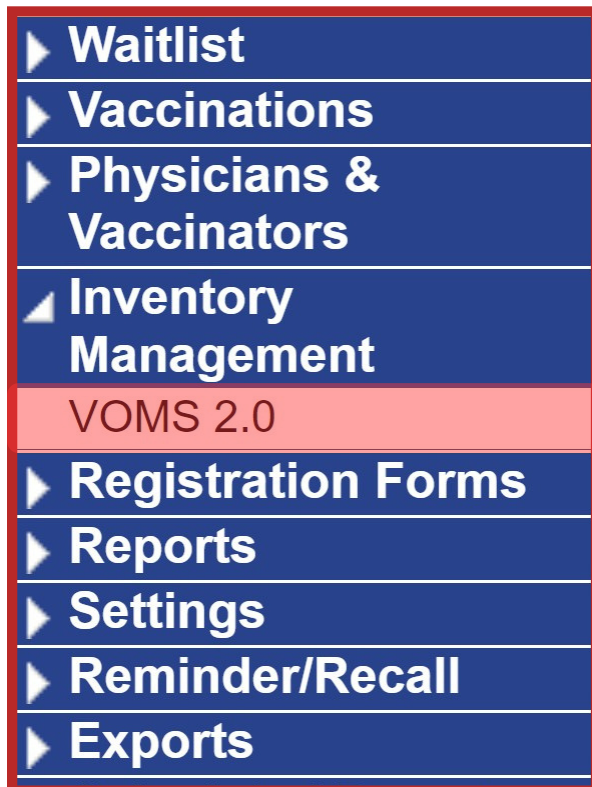 Waitlist
Vaccinations
Physicians &
Vaccinators
Inventory
Management
VOMS 2.0
Registration Forms
Reports
Settings
Reminder/Recall
Exports